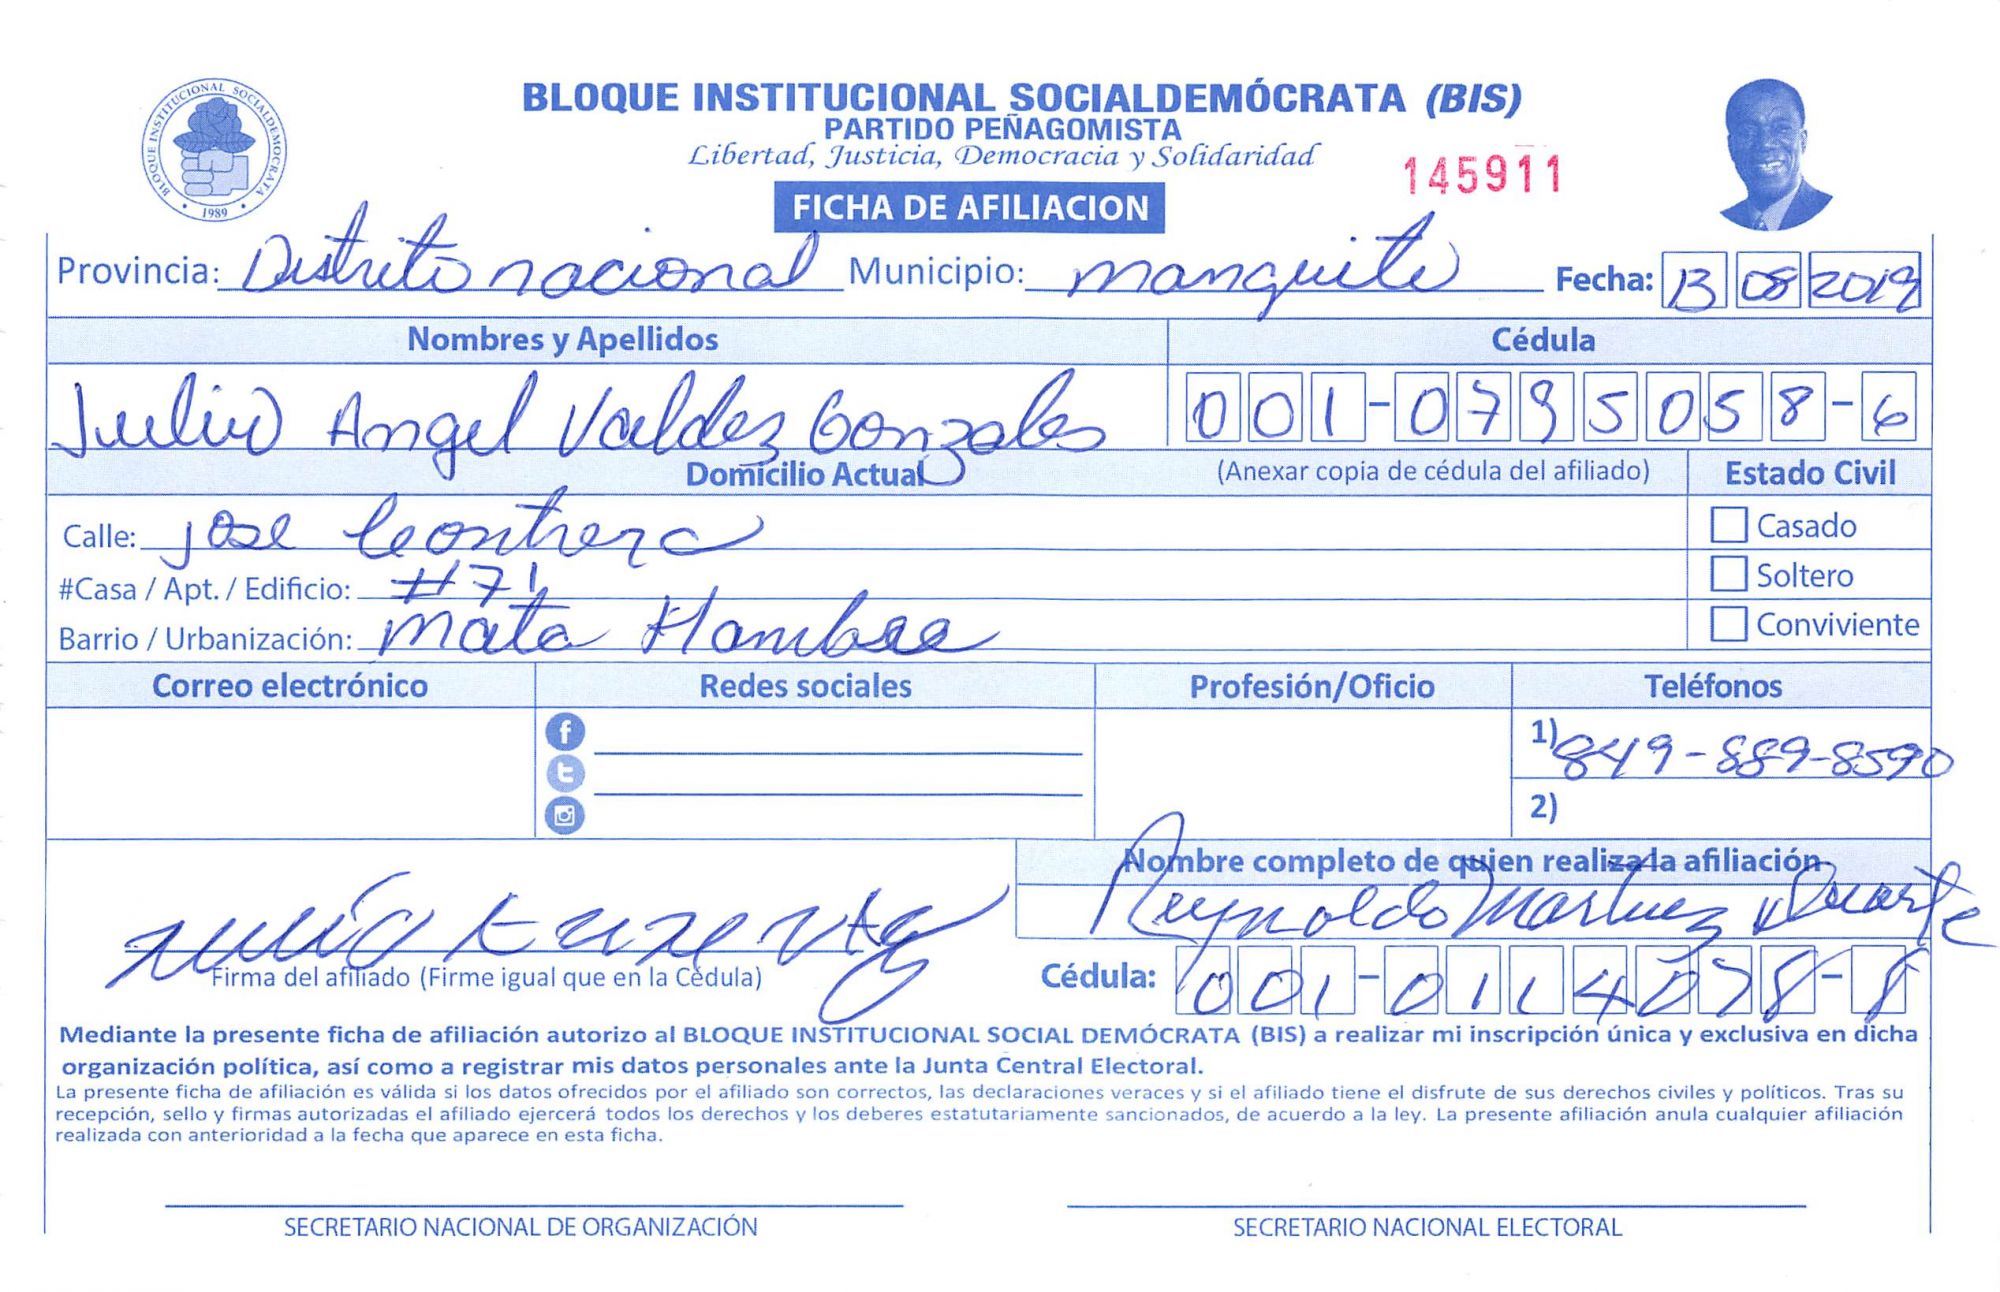 BLOQUE INSTITUCIONAL SOCIALDEMÓCRATA (BIS)
PARTIDO PEÑAGOMISTA
Libertad, Justicia, Democracia y Solidaridad
145911
FICHA DE AFILIACION
BLOQUE INSTITUCIONAL SOCIALDEMOCRATA
1989
Provincia: Distrito nacional Municipio: manguite Fecha: 13 08 2019
Nombres y Apellidos Cédula
Julio Angel Valdez Gonzales 001-0795058-6
Domicilio Actual (Anexar copia de cédula del afiliado) Estado Civil
Calle: jose Contrera Casado
#Casa / Apt. / Edificio: #71 Soltero
Barrio / Urbanización: mata Hambre Conviviente
Correo electrónico Redes sociales Profesión/Oficio Teléfonos
1) 849-889-8590
2)
Nombre completo de quien realiza la afiliación
Reynoldo Martinez Duarte
Firma del afiliado (Firme igual que en la Cédula) Cédula: 001-0114078-8
Mediante la presente ficha de afiliación autorizo al BLOQUE INSTITUCIONAL SOCIAL DEMÓCRATA (BIS) a realizar mi inscripción única y exclusiva en dicha
organización política, así como a registrar mis datos personales ante la Junta Central Electoral.
La presente ficha de afiliación es válida si los datos ofrecidos por el afiliado son correctos, las declaraciones veraces y si el afiliado tiene el disfrute de sus derechos civiles y políticos. Tras su
recepción, sello y firmas autorizadas el afiliado ejercerá todos los derechos y los deberes estatutariamente sancionados, de acuerdo a la ley. La presente afiliación anula cualquier afiliación
realizada con anterioridad a la fecha que aparece en esta ficha.
SECRETARIO NACIONAL DE ORGANIZACIÓN SECRETARIO NACIONAL ELECTORAL